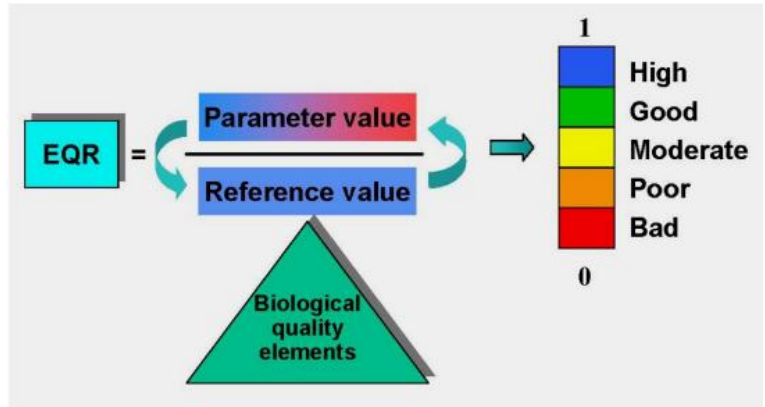 1
High
Good
Moderate
Poor
Bad
0
EQR =
Parameter value
Reference value
Biological
quality
elements